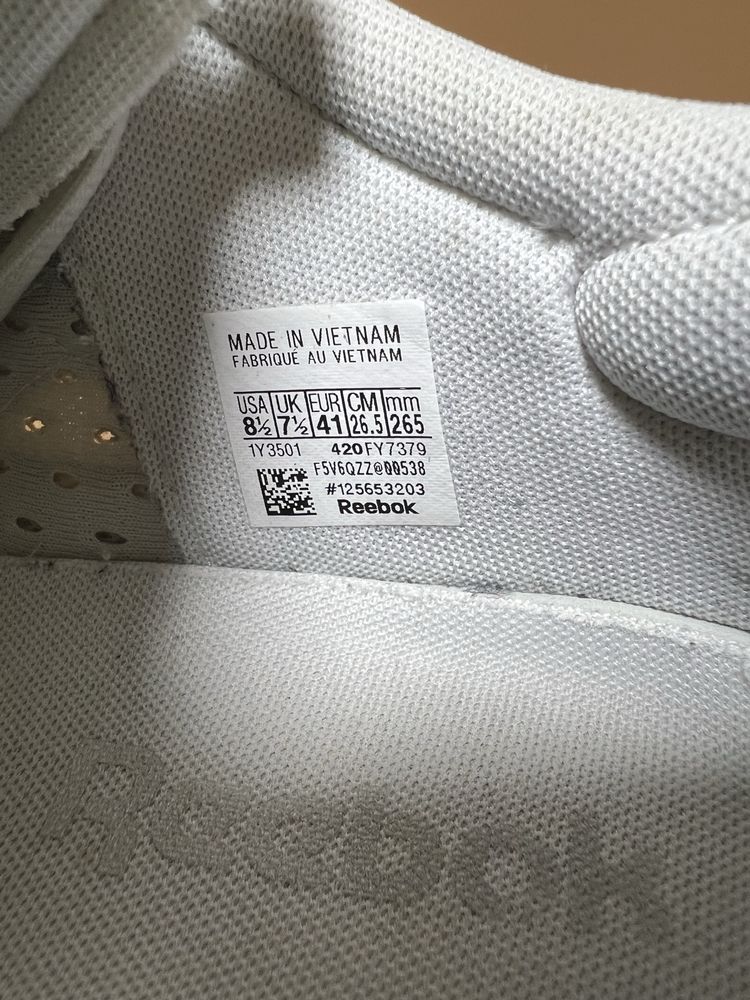 MADE IN VIETNAM
FABRIQUÉ AU VIETNAM
USA UK EUR CM mm
8½ 7½ 41 26.5 265
1Y3501 420 FY7379
F5V6QZZ@00538
#125653203
Reebok
Reebok